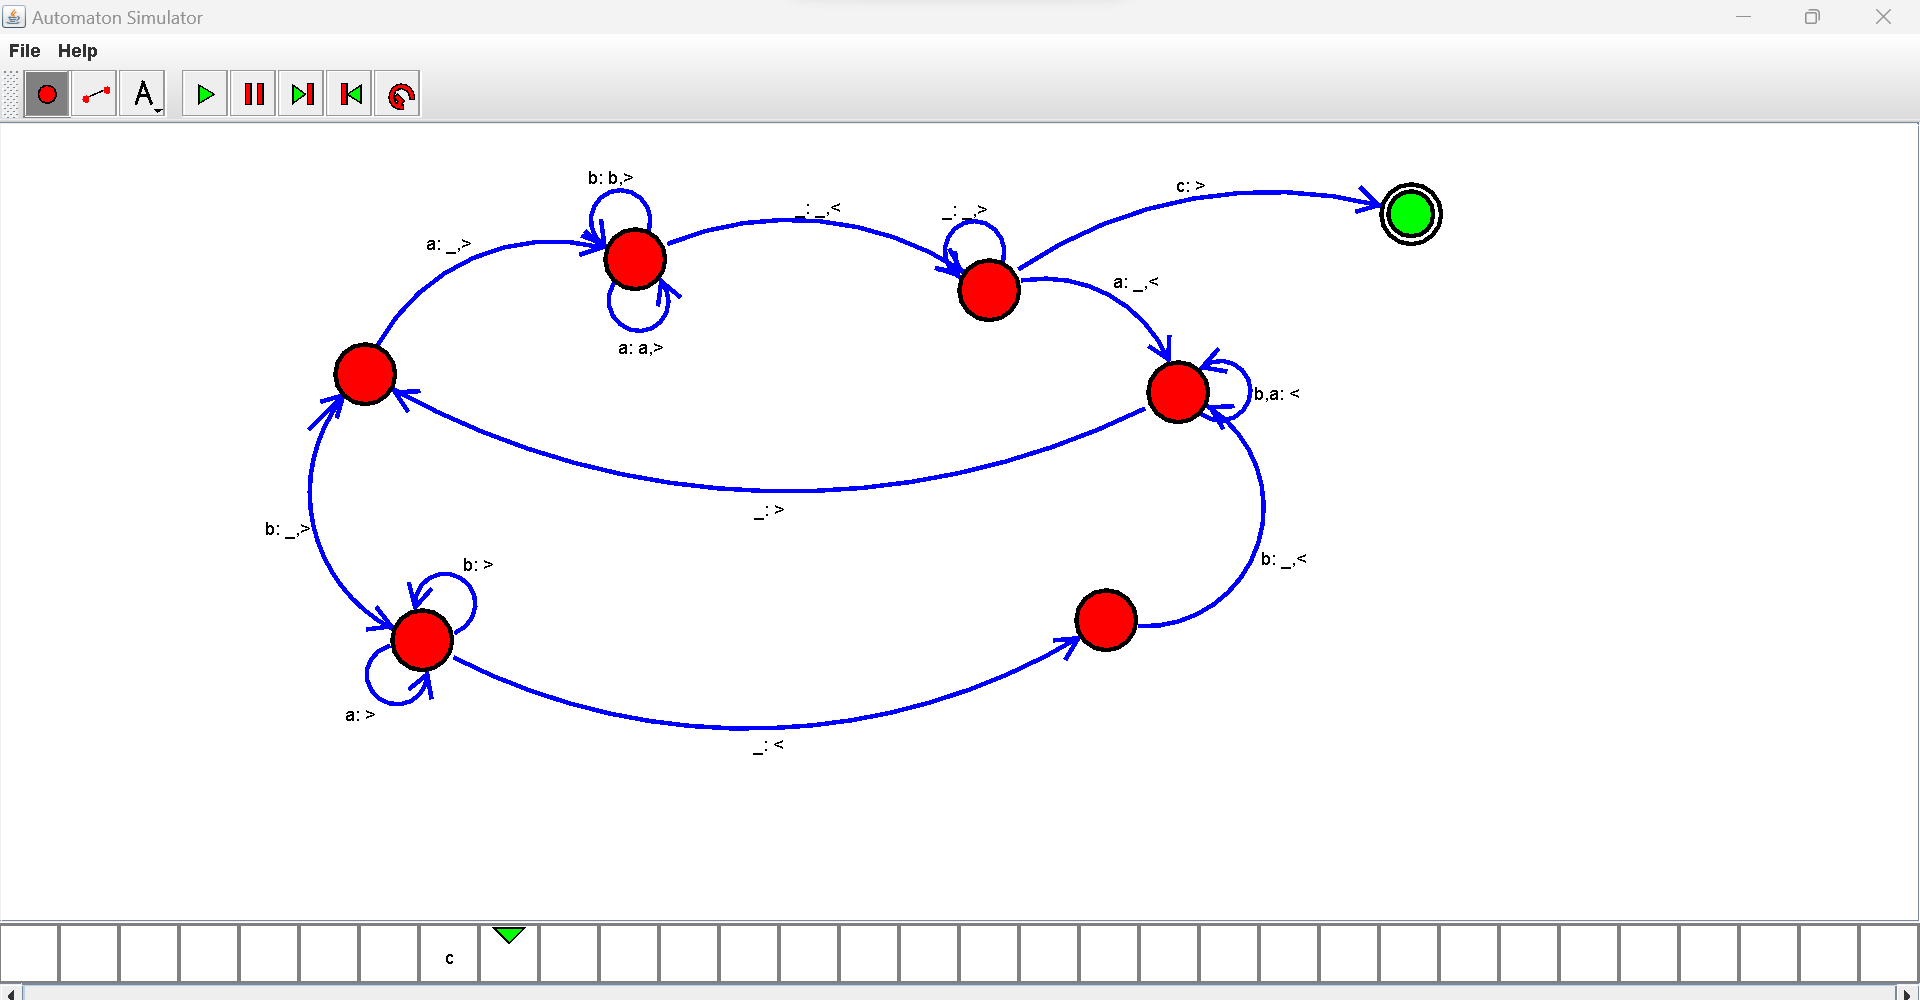 Automaton Simulator
File Help
A
b: b,>
c: >
_: _,<
_: _,>
a: _,>
a: _,<
a: a,>
b,a: <
_: >
b: _,>
b: >
b: _,<
a: >
_: <
c